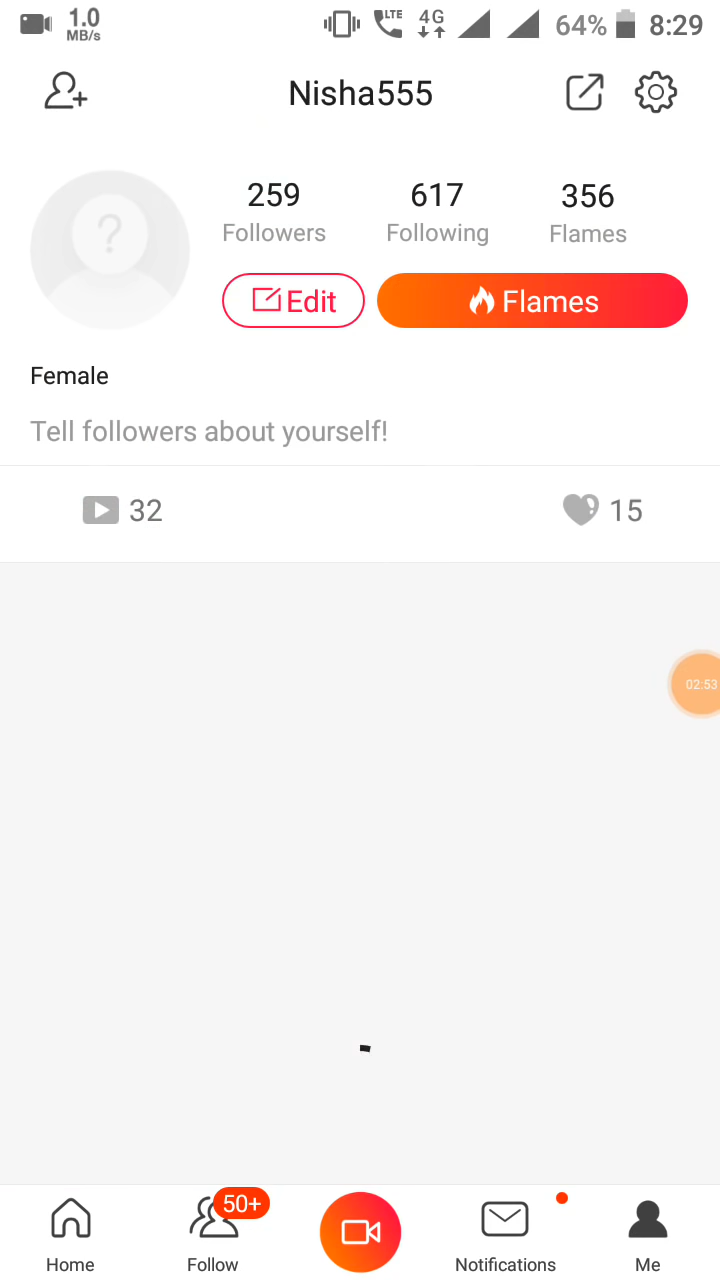 1.0 MB/s LTE 4G 64% 8:29
Nisha555
259 617 356
Followers Following Flames
Edit Flames
Female
Tell followers about yourself!
32 15
02:53
50+
Home Follow Notifications Me